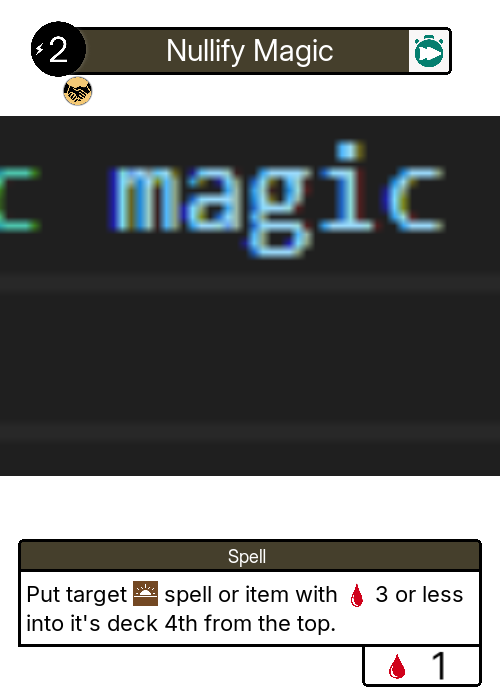 2
Nullify Magic
c magic
Spell
Put target spell or item with 3 or less
into it's deck 4th from the top.
1